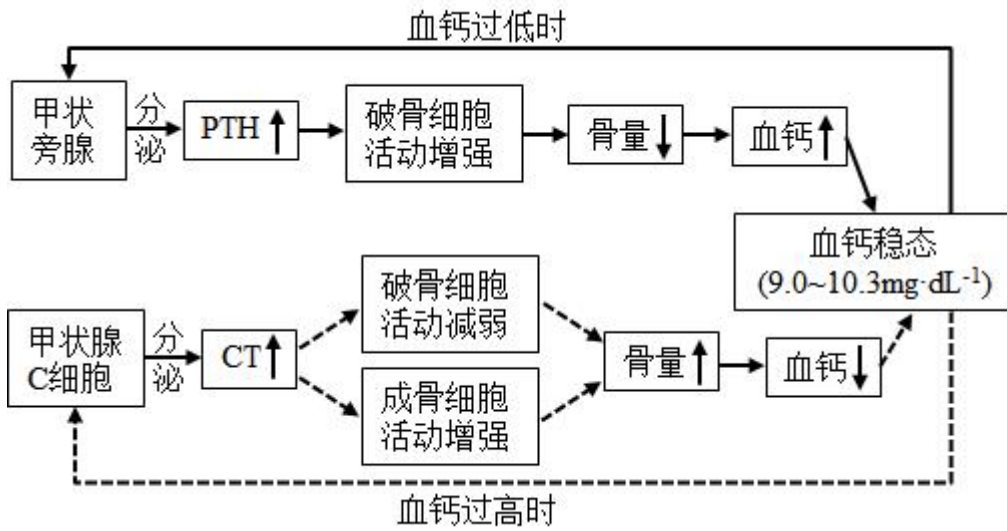 血钙过低时
甲状
旁腺
分
泌
PTH
破骨细胞
活动增强
骨量
血钙
血钙稳态
(9.0~10.3mg·dL⁻¹)
甲状腺
C细胞
分
泌
CT
破骨细胞
活动减弱
成骨细胞
活动增强
骨量
血钙
血钙过高时